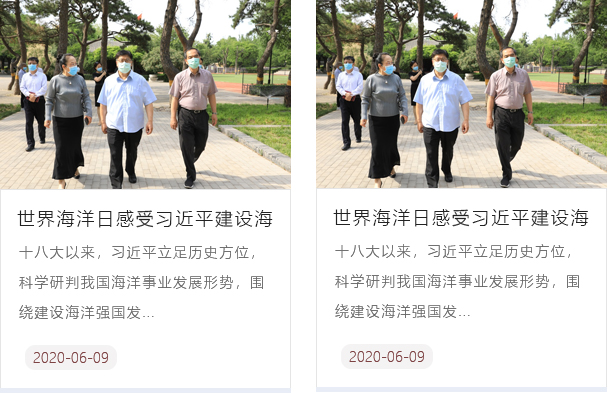 世界海洋日感受习近平建设海
十八大以来，习近平立足历史方位，
科学研判我国海洋事业发展形势，围
绕建设海洋强国发...
2020-06-09
世界海洋日感受习近平建设海
十八大以来，习近平立足历史方位，
科学研判我国海洋事业发展形势，围
绕建设海洋强国发...
2020-06-09